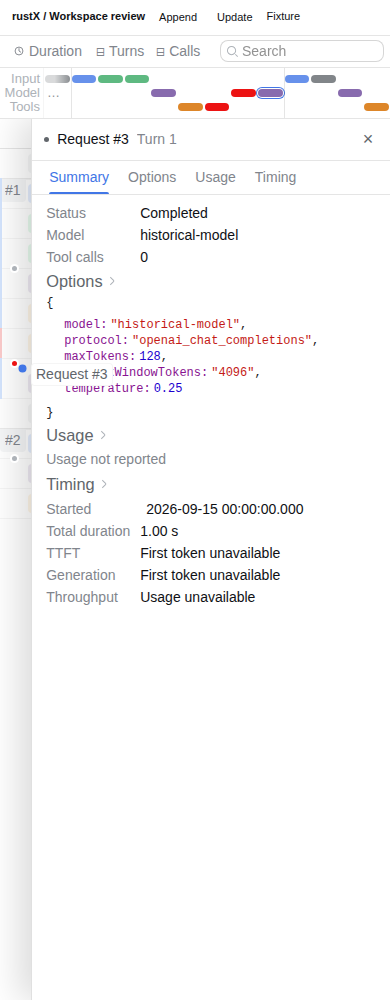 rustX / Workspace review Append Update Fixture
Duration Turns Calls Search
Input
Model ...
Tools
Request #3 Turn 1 ×
Summary Options Usage Timing
#1
Status Completed
Model historical-model
Tool calls 0
Options
{
model: "historical-model",
protocol: "openai_chat_completions",
maxTokens: 128,
Request #3
WindowTokens: "4096",
temperature: 0.25
}
#2
Usage
Usage not reported
Timing
Started 2026-09-15 00:00:00.000
Total duration 1.00 s
TTFT First token unavailable
Generation First token unavailable
Throughput Usage unavailable